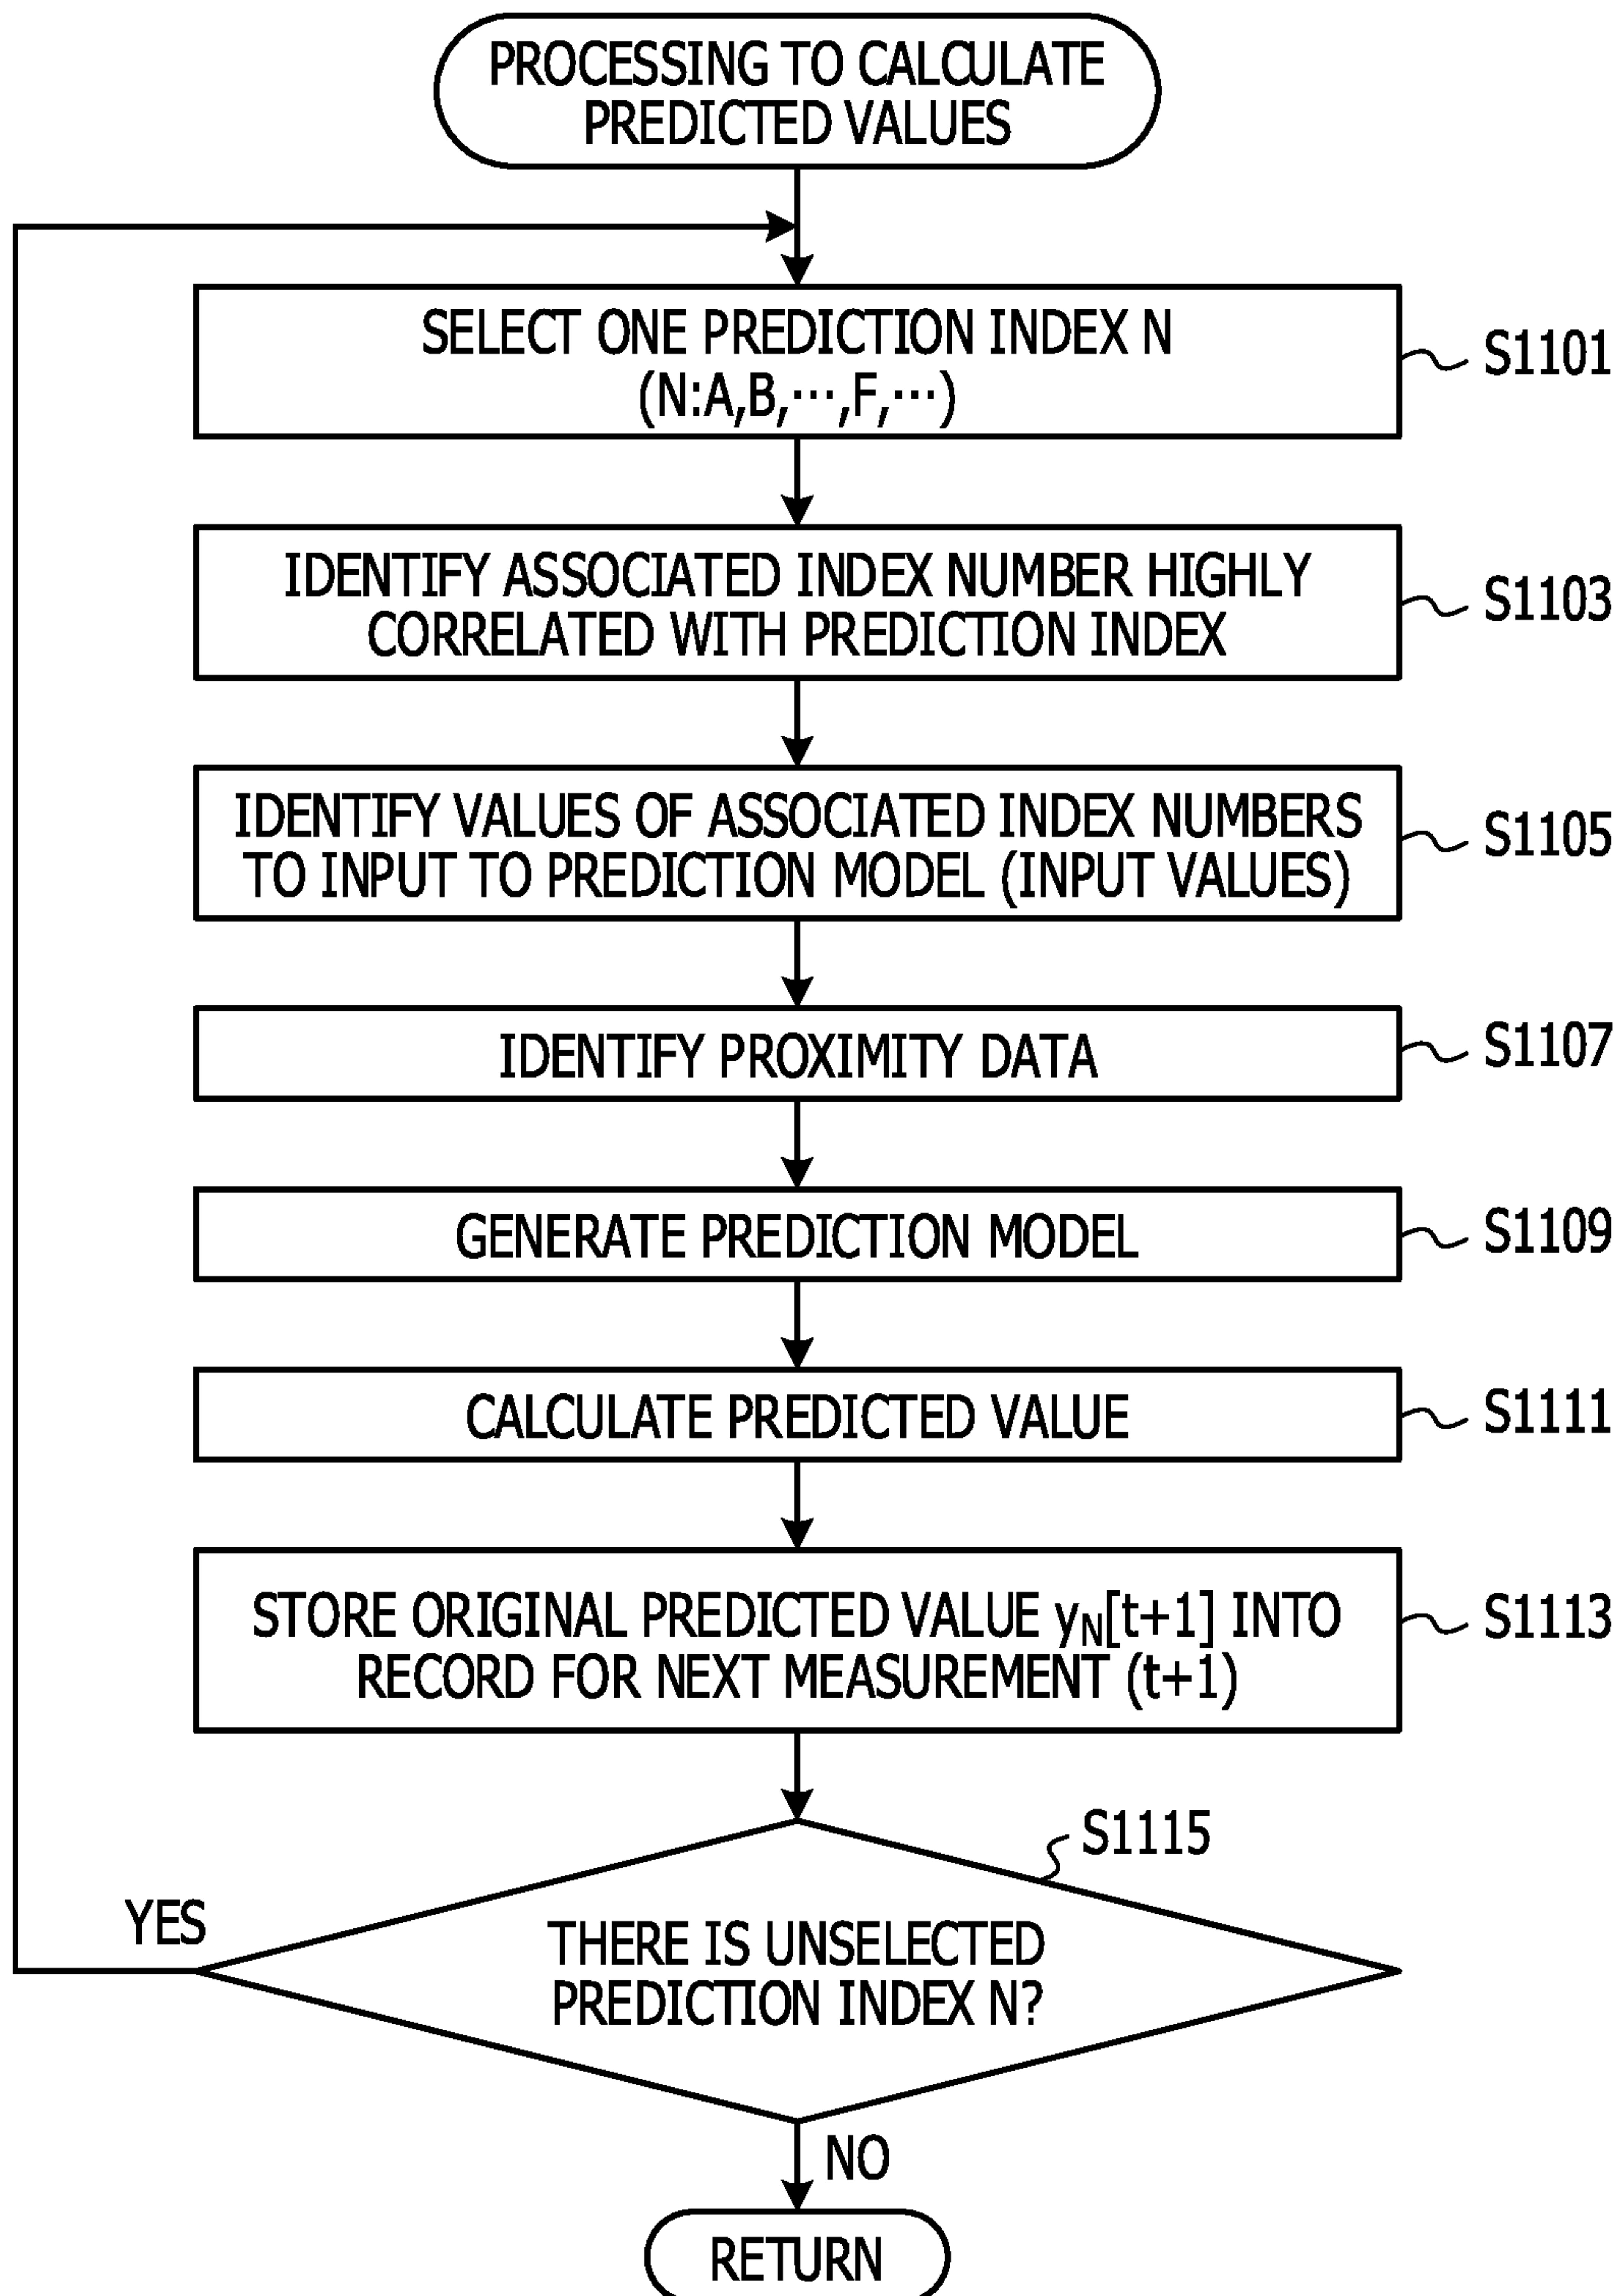 PROCESSING TO CALCULATE
PREDICTED VALUES
SELECT ONE PREDICTION INDEX N
(N:A,B,···,F,···)
S1101
IDENTIFY ASSOCIATED INDEX NUMBER HIGHLY
CORRELATED WITH PREDICTION INDEX
S1103
IDENTIFY VALUES OF ASSOCIATED INDEX NUMBERS
TO INPUT TO PREDICTION MODEL (INPUT VALUES)
S1105
IDENTIFY PROXIMITY DATA
S1107
GENERATE PREDICTION MODEL
S1109
CALCULATE PREDICTED VALUE
S1111
STORE ORIGINAL PREDICTED VALUE yN[t+1] INTO
RECORD FOR NEXT MEASUREMENT (t+1)
S1113
S1115
YES
THERE IS UNSELECTED
PREDICTION INDEX N?
NO
RETURN